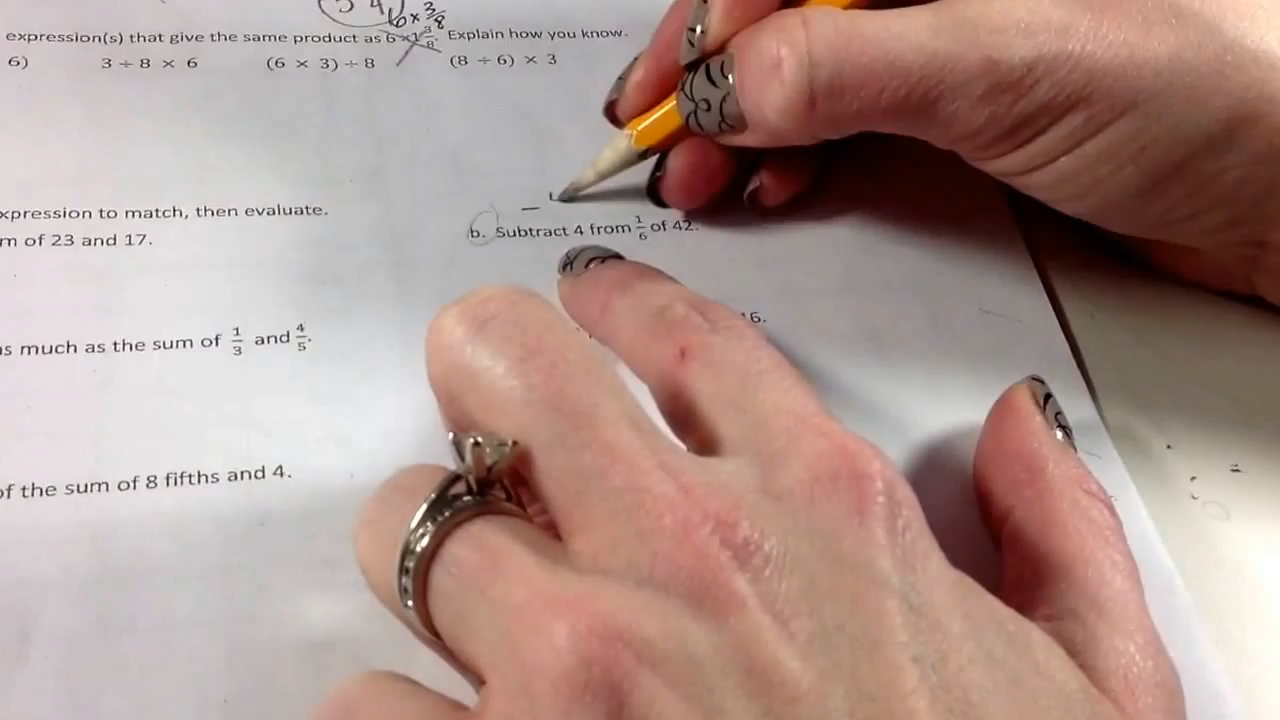 6 × 3/8
expression(s) that give the same product as 6 × 1 3/8. Explain how you know.
6) 3 ÷ 8 × 6 (6 × 3) ÷ 8 (8 ÷ 6) × 3
xpression to match, then evaluate.
m of 23 and 17.
– 4
b. Subtract 4 from 1/6 of 42.
16.
s much as the sum of 1/3 and 4/5.
of the sum of 8 fifths and 4.